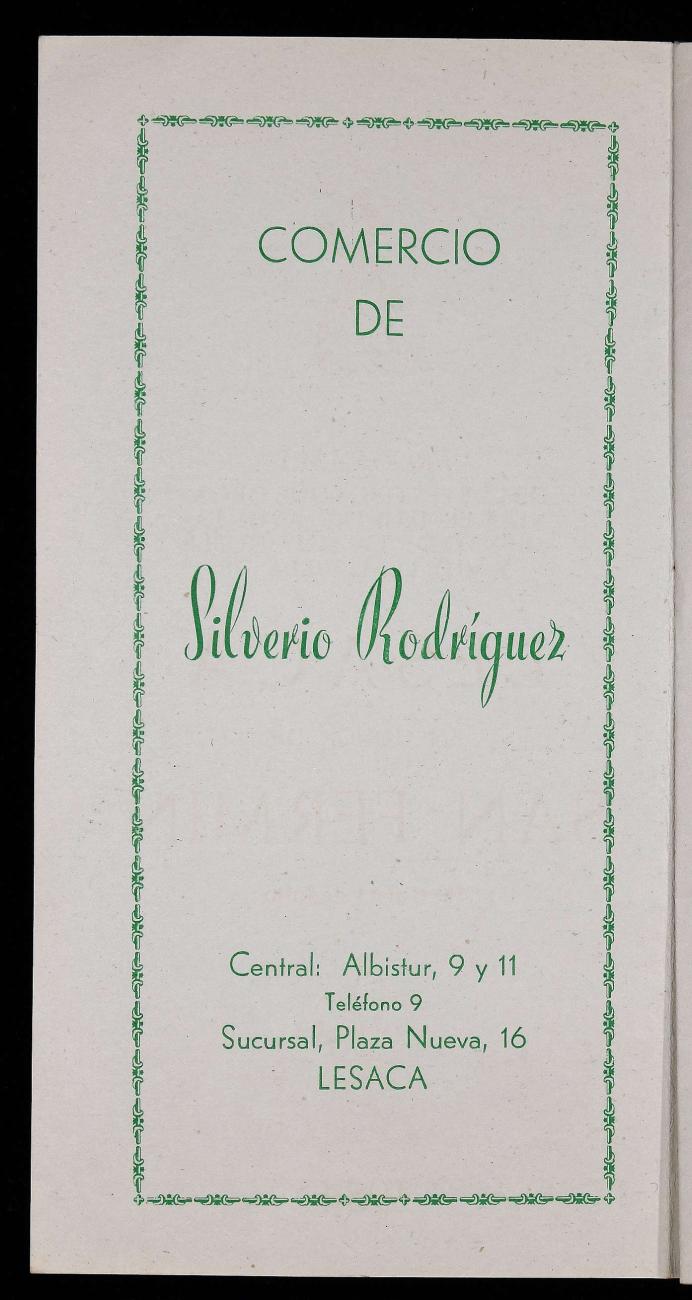 COMERCIO
DE
Silverio Rodríguez
Central: Albistur, 9 y 11
Teléfono 9
Sucursal, Plaza Nueva, 16
LESACA